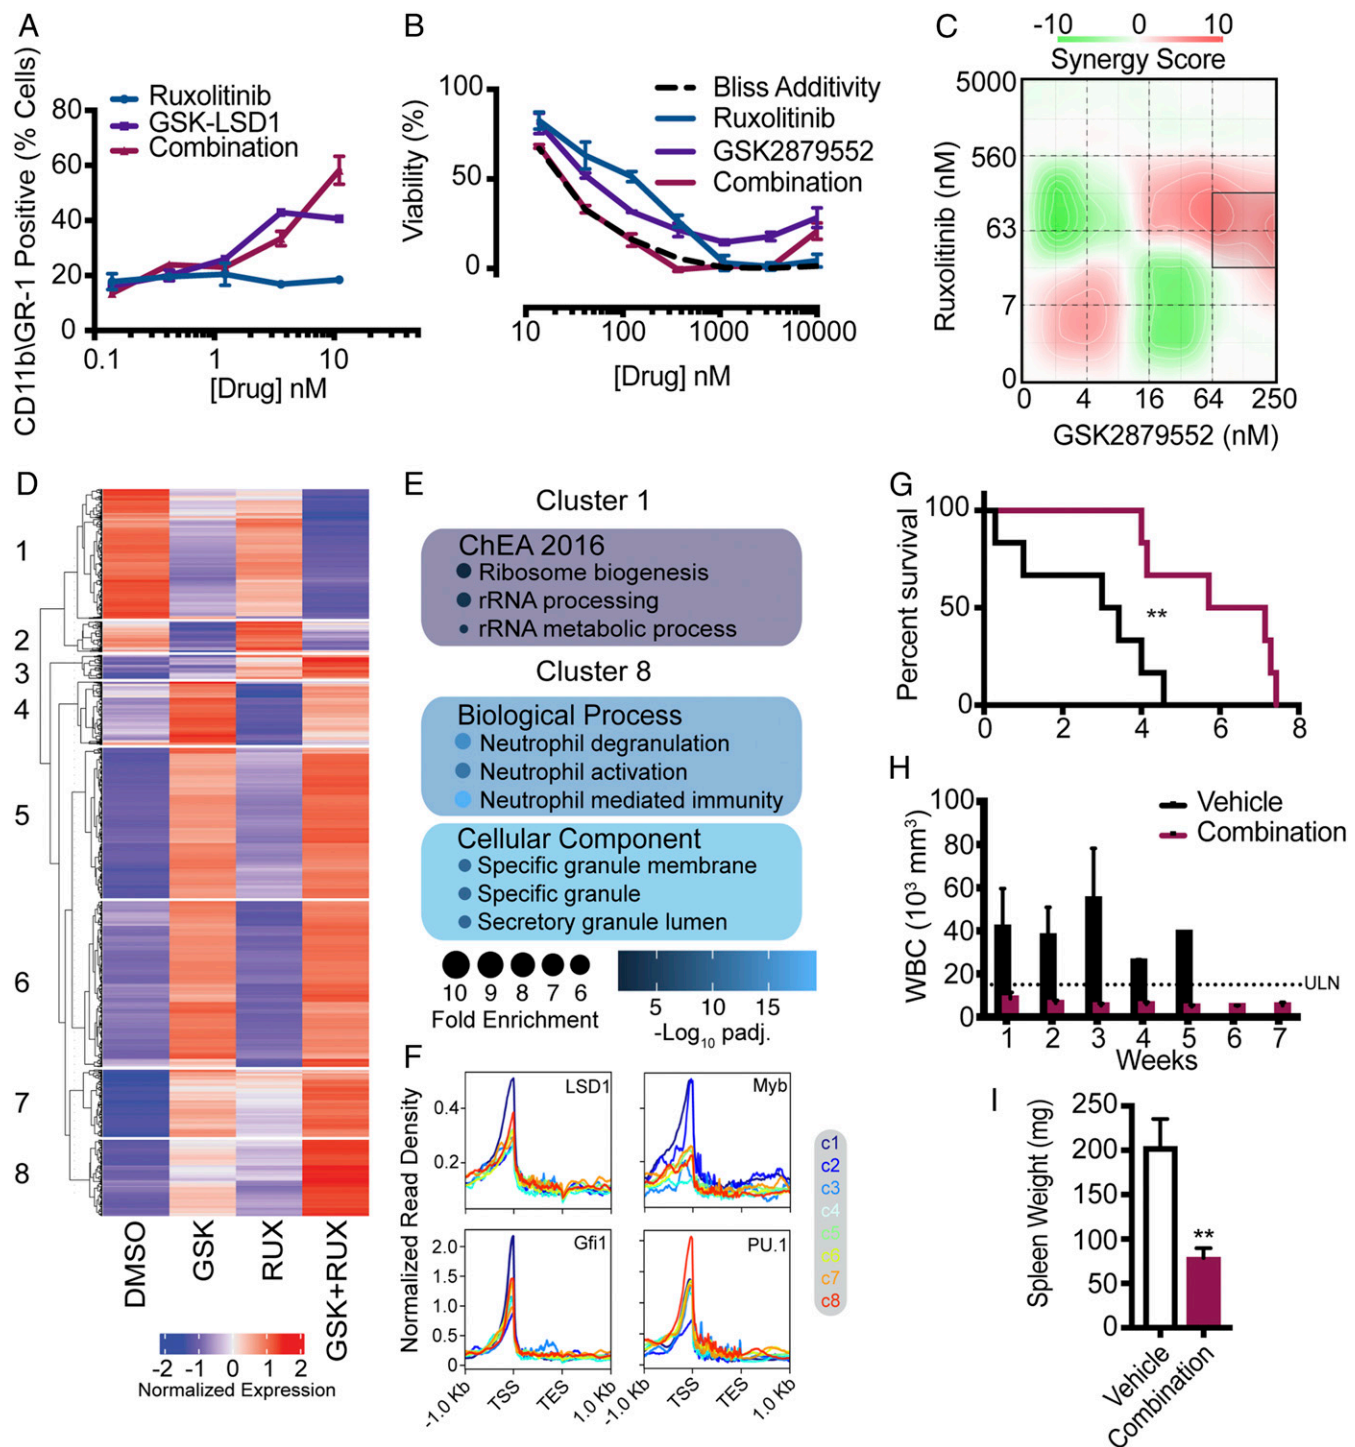 A
CD11b\GR-1 Positive (% Cells)
80
60
40
20
0
Ruxolitinib
GSK-LSD1
Combination
0.1
1
10
[Drug] nM
B
Viability (%)
100
50
0
Bliss Additivity
Ruxolitinib
GSK2879552
Combination
10
100
1000
10000
[Drug] nM
C
-10
0
10
Synergy Score
Ruxolitinib (nM)
5000
560
63
7
0
0
4
16
64
250
GSK2879552 (nM)
D
1
2
3
4
5
6
7
8
DMSO
GSK
RUX
GSK+RUX
-2
-1
0
1
2
Normalized Expression
E
Cluster 1
ChEA 2016
Ribosome biogenesis
rRNA processing
rRNA metabolic process
Cluster 8
Biological Process
Neutrophil degranulation
Neutrophil activation
Neutrophil mediated immunity
Cellular Component
Specific granule membrane
Specific granule
Secretory granule lumen
10
9
8
7
6
Fold Enrichment
5
10
15
-Log10 padj.
F
Normalized Read Density
LSD1
0.4
0.2
Myb
Gfi1
2.0
1.5
1.0
0.5
0
PU.1
-1.0 Kb
TSS
TES
1.0 Kb
-1.0 Kb
TSS
TES
1.0 Kb
c1
c2
c3
c4
c5
c6
c7
c8
G
Percent survival
100
50
0
**
0
2
4
6
8
H
WBC (10³ mm³)
100
80
60
40
20
0
Vehicle
Combination
ULN
1
2
3
4
5
6
7
Weeks
I
Spleen Weight (mg)
250
200
150
100
50
0
**
Vehicle
Combination